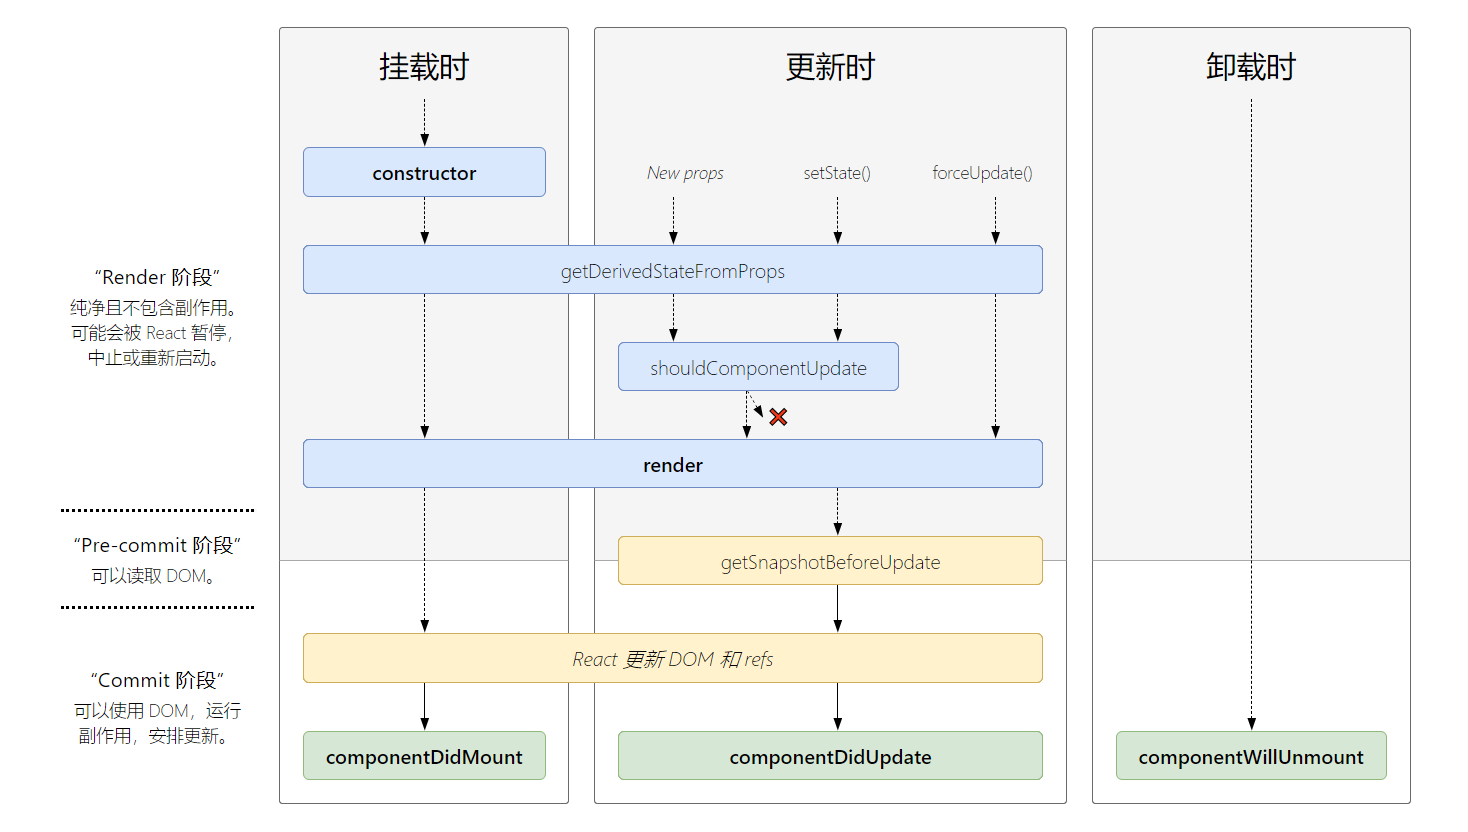 挂载时
更新时
卸载时
constructor
New props
setState()
forceUpdate()
“Render 阶段”
纯净且不包含副作用。
可能会被 React 暂停，
中止或重新启动。
getDerivedStateFromProps
shouldComponentUpdate
render
“Pre-commit 阶段”
可以读取 DOM。
getSnapshotBeforeUpdate
“Commit 阶段”
可以使用 DOM，运行
副作用，安排更新。
React 更新 DOM 和 refs
componentDidMount
componentDidUpdate
componentWillUnmount